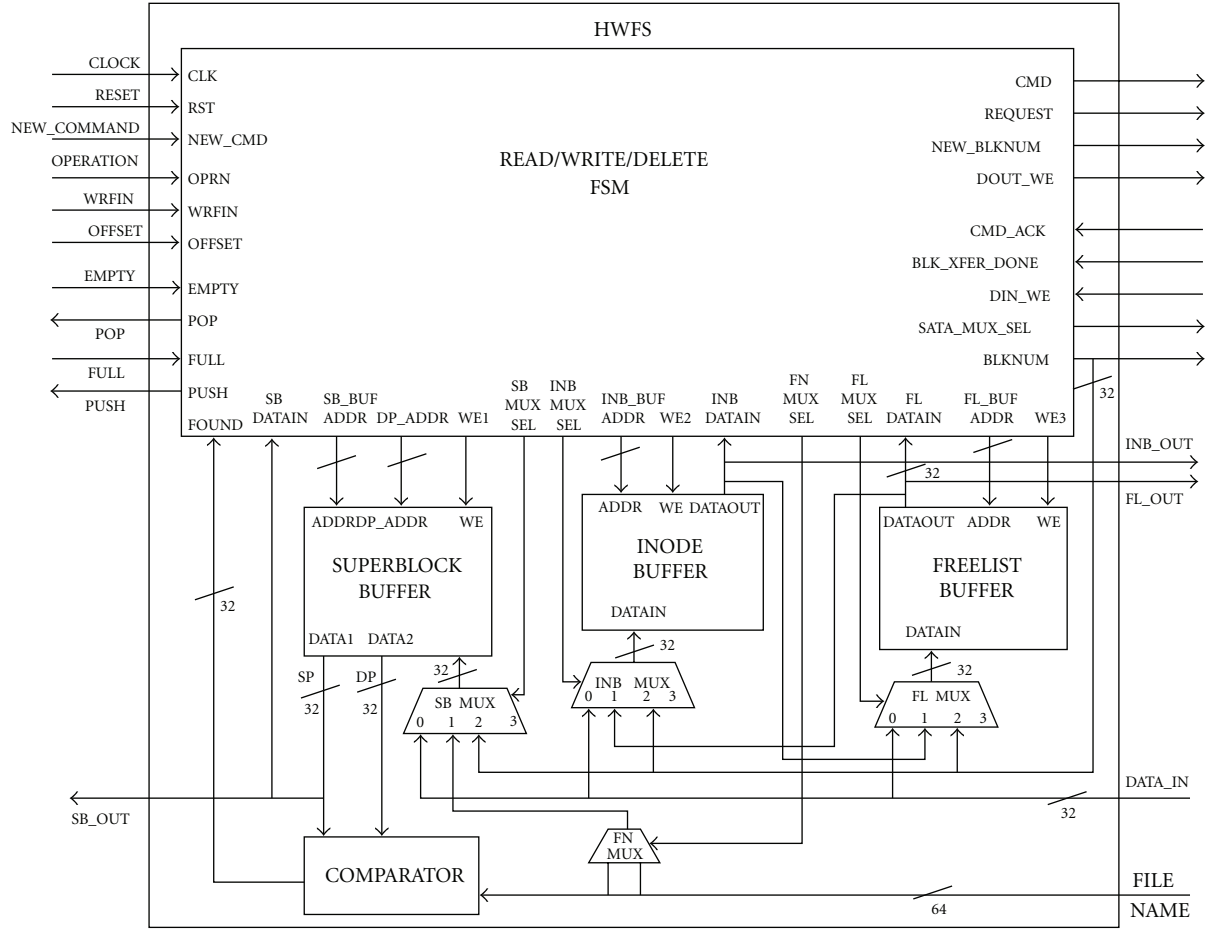 HWFS
CLOCK
CLK
RESET
RST
NEW_COMMAND
NEW_CMD
OPERATION
OPRN
WRFIN
WRFIN
OFFSET
OFFSET
EMPTY
EMPTY
POP
POP
FULL
FULL
PUSH
PUSH
FOUND
READ/WRITE/DELETE
FSM
CMD
REQUEST
NEW_BLKNUM
DOUT_WE
CMD_ACK
BLK_XFER_DONE
DIN_WE
SATA_MUX_SEL
BLKNUM
32
SB
DATAIN
SB_BUF
ADDR
DP_ADDR
WE1
SB
MUX
SEL
INB
MUX
SEL
INB_BUF
ADDR
WE2
INB
DATAIN
FN
MUX
SEL
FL
MUX
SEL
FL
DATAIN
FL_BUF
ADDR
WE3
INB_OUT
32
FL_OUT
ADDRDP_ADDR
WE
SUPERBLOCK
BUFFER
DATA1
DATA2
ADDR
WE
DATAOUT
INODE
BUFFER
DATAIN
DATAOUT
ADDR
WE
FREELIST
BUFFER
DATAIN
32
SP
32
DP
32
32
SB MUX
0 1 2 3
32
INB MUX
0 1 2 3
32
FL MUX
0 1 2 3
SB_OUT
DATA_IN
32
FN
MUX
COMPARATOR
64
FILE
NAME